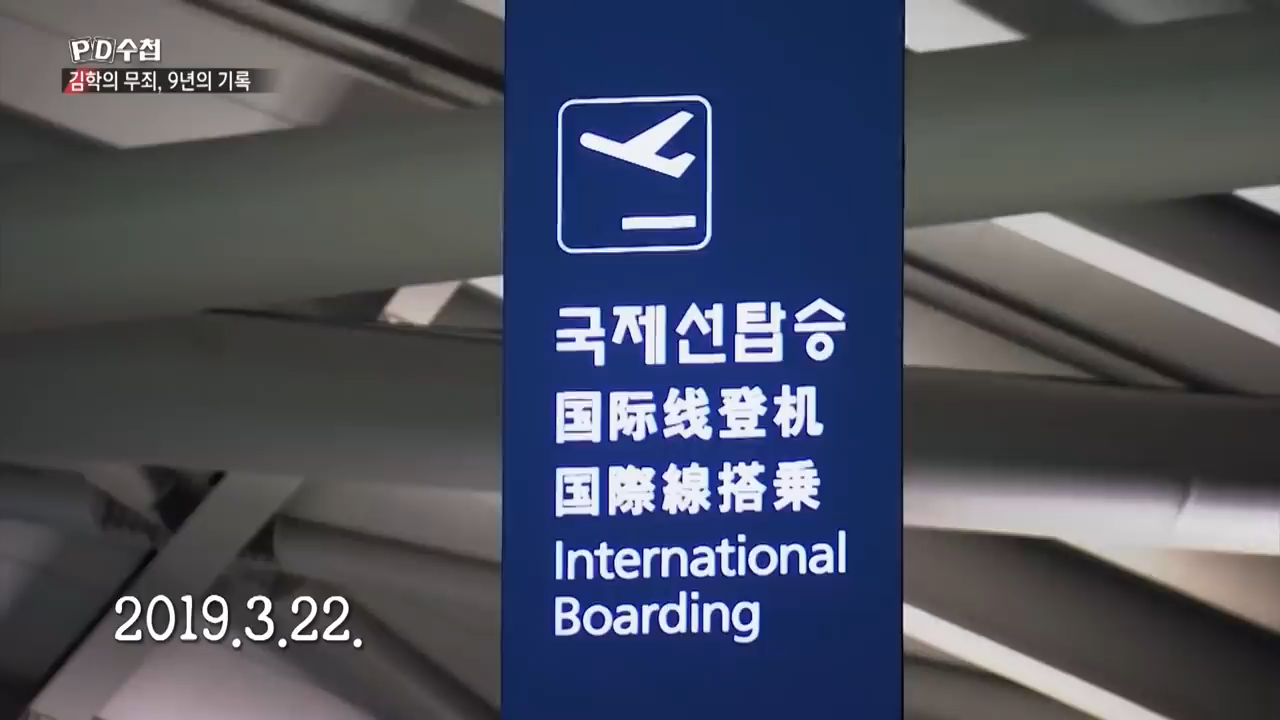 PD수첩
김학의 무죄, 9년의 기록
국제선탑승
国际线登机
国際線搭乗
International
Boarding
2019.3.22.